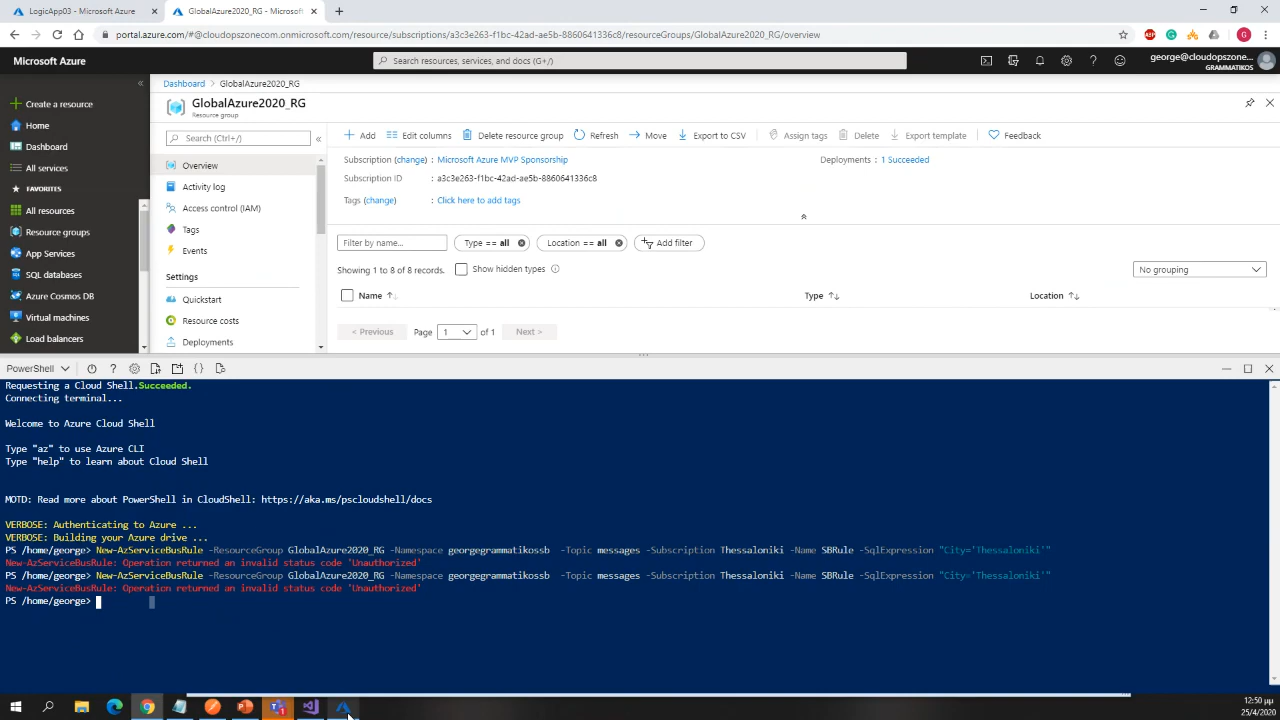 LogicApp03 - Microsoft Azure
GlobalAzure2020_RG - Microsoft
portal.azure.com/#@cloudopszonecom.onmicrosoft.com/resource/subscriptions/a3c3e263-f1bc-42ad-ae5b-8860641336c8/resourceGroups/GlobalAzure2020_RG/overview
ABP
G
Microsoft Azure
Search resources, services, and docs (G+/)
george@cloudopszone...
GRAMMATIKOS
Create a resource
Home
Dashboard
All services
FAVORITES
All resources
Resource groups
App Services
SQL databases
Azure Cosmos DB
Virtual machines
Load balancers
Dashboard > GlobalAzure2020_RG
GlobalAzure2020_RG
Resource group
Search (Ctrl+/)
Overview
Activity log
Access control (IAM)
Tags
Events
Settings
Quickstart
Resource costs
Deployments
Add
Edit columns
Delete resource group
Refresh
Move
Export to CSV
Assign tags
Delete
Export template
Feedback
Subscription (change) : Microsoft Azure MVP Sponsorship
Deployments : 1 Succeeded
Subscription ID : a3c3e263-f1bc-42ad-ae5b-8860641336c8
Tags (change) : Click here to add tags
Filter by name...
Type == all
Location == all
Add filter
Showing 1 to 8 of 8 records.
Show hidden types
No grouping
Name
Type
Location
< Previous
Page 1 of 1
Next >
PowerShell
Requesting a Cloud Shell.Succeeded.
Connecting terminal...
Welcome to Azure Cloud Shell
Type "az" to use Azure CLI
Type "help" to learn about Cloud Shell
MOTD: Read more about PowerShell in CloudShell: https://aka.ms/pscloudshell/docs
VERBOSE: Authenticating to Azure ...
VERBOSE: Building your Azure drive ...
PS /home/george> New-AzServiceBusRule -ResourceGroup GlobalAzure2020_RG -Namespace georgegrammatikossb -Topic messages -Subscription Thessaloniki -Name SBRule -SqlExpression "City='Thessaloniki'"
New-AzServiceBusRule: Operation returned an invalid status code 'Unauthorized'
PS /home/george> New-AzServiceBusRule -ResourceGroup GlobalAzure2020_RG -Namespace georgegrammatikossb -Topic messages -Subscription Thessaloniki -Name SBRule -SqlExpression "City='Thessaloniki'"
New-AzServiceBusRule: Operation returned an invalid status code 'Unauthorized'
PS /home/george>
12:50 μμ
25/4/2020